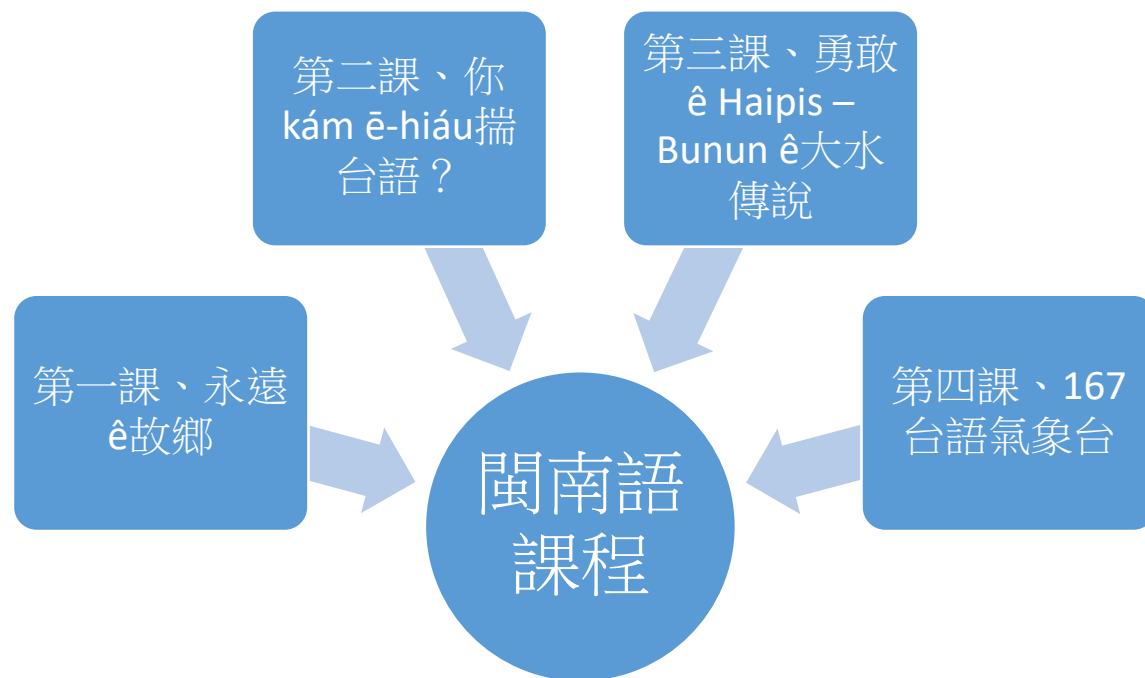 第一課、永遠
ê故鄉
第二課、你
kám ē-hiáu揣
台語？
第三課、勇敢
ê Haipis –
Bunun ê大水
傳說
第四課、167
台語氣象台
閩南語
課程